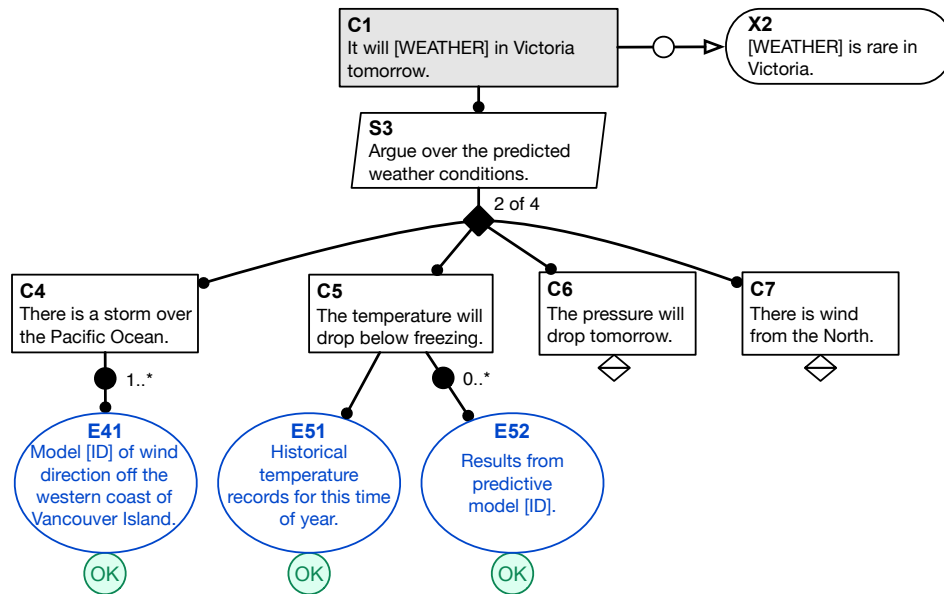 C1
It will [WEATHER] in Victoria
tomorrow.
X2
[WEATHER] is rare in
Victoria.
S3
Argue over the predicted
weather conditions.
2 of 4
C4
There is a storm over
the Pacific Ocean.
C5
The temperature will
drop below freezing.
C6
The pressure will
drop tomorrow.
C7
There is wind
from the North.
1..*
0..*
E41
Model [ID] of wind
direction off the
western coast of
Vancouver Island.
E51
Historical
temperature
records for this time
of year.
E52
Results from
predictive
model [ID].
OK
OK
OK